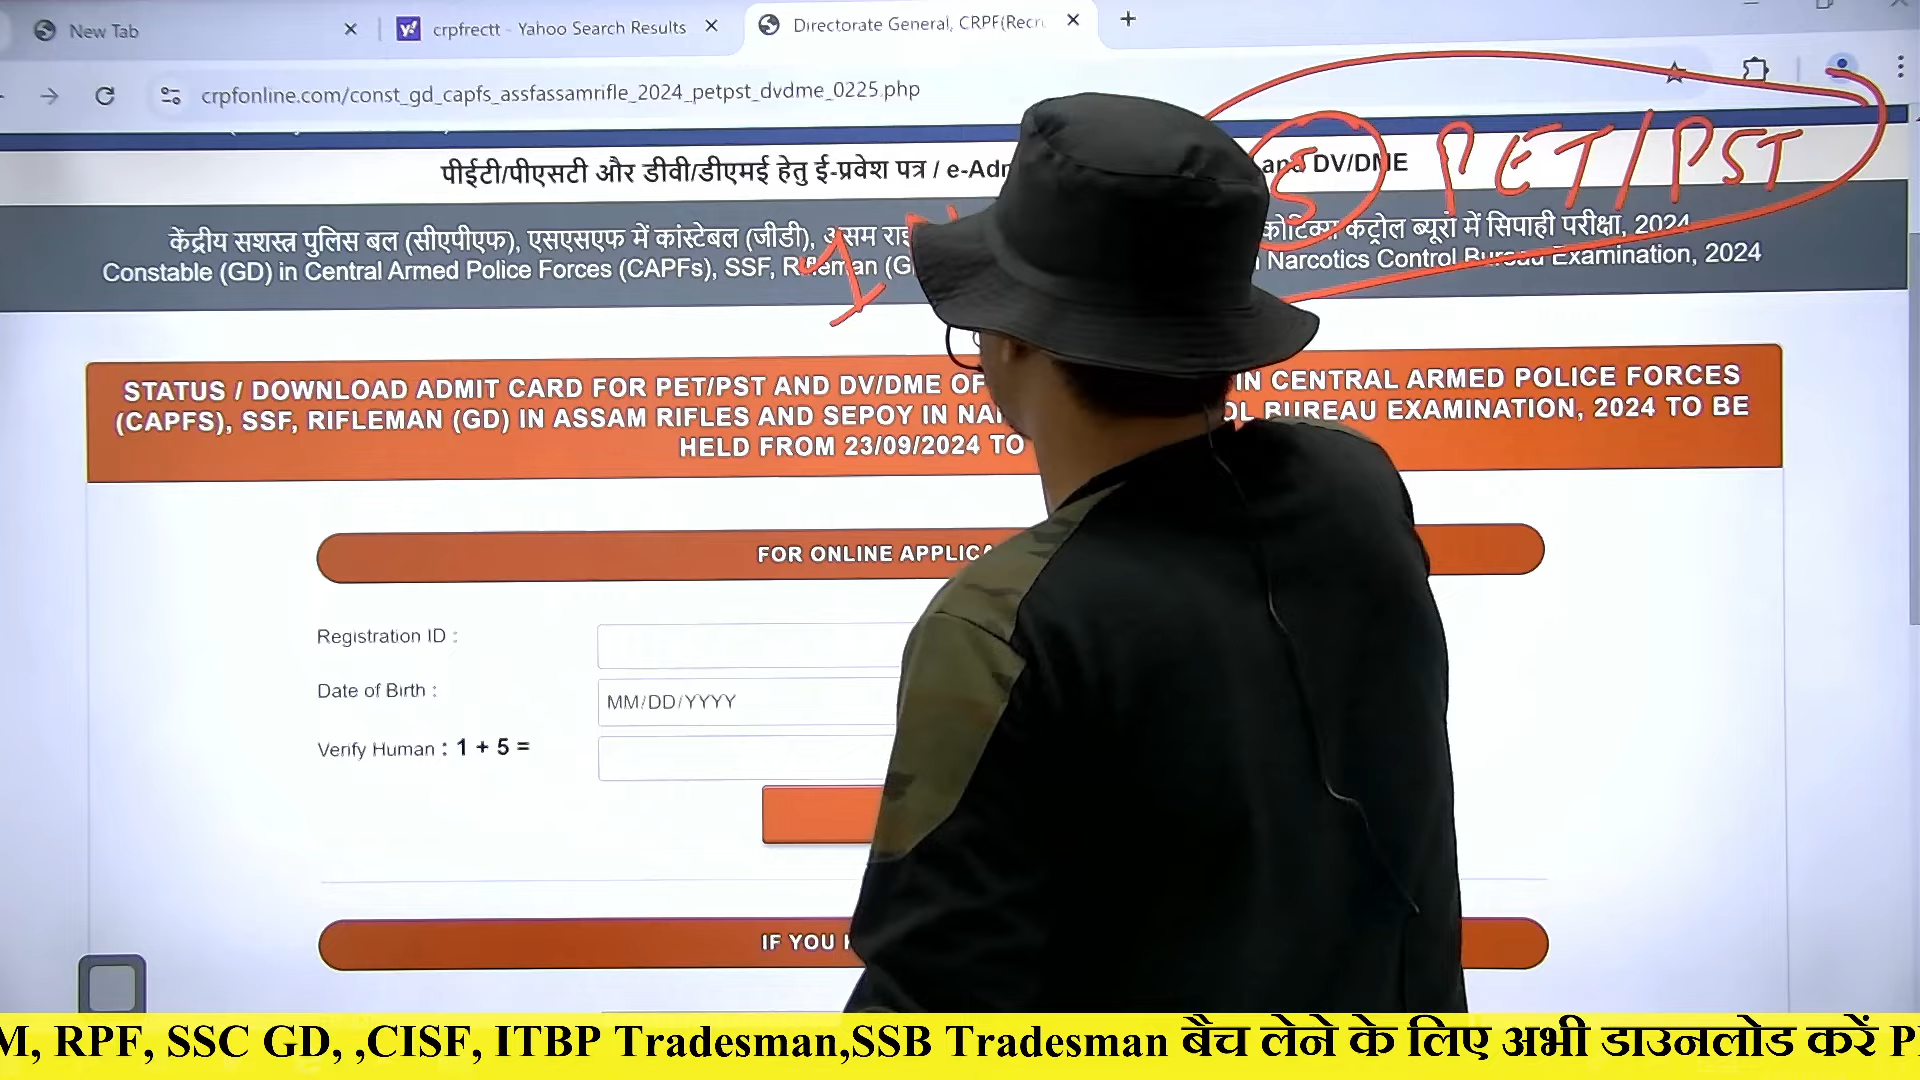 New Tab
crpfrectt - Yahoo Search Results
Directorate General, CRPF(Recr
crpfonline.com/const_gd_capfs_assfassamrifle_2024_petpst_dvdme_0225.php
पीईटी/पीएसटी और डीवी/डीएमई हेतु ई-प्रवेश पत्र / e-Adm and DV/DME
S PET/PST
केंद्रीय सशस्त्र पुलिस बल (सीएपीएफ), एसएसएफ में कांस्टेबल (जीडी), असम राइ कोटिक्स कंट्रोल ब्यूरो में सिपाही परीक्षा, 2024
Constable (GD) in Central Armed Police Forces (CAPFs), SSF, Rifleman (G Narcotics Control Bureau Examination, 2024
STATUS / DOWNLOAD ADMIT CARD FOR PET/PST AND DV/DME OF IN CENTRAL ARMED POLICE FORCES
(CAPFS), SSF, RIFLEMAN (GD) IN ASSAM RIFLES AND SEPOY IN NA OL BUREAU EXAMINATION, 2024 TO BE
HELD FROM 23/09/2024 TO
FOR ONLINE APPLICA
Registration ID :
Date of Birth :
MM/DD/YYYY
Verify Human : 1 + 5 =
IF YOU
M, RPF, SSC GD, ,CISF, ITBP Tradesman,SSB Tradesman बैच लेने के लिए अभी डाउनलोड करें P